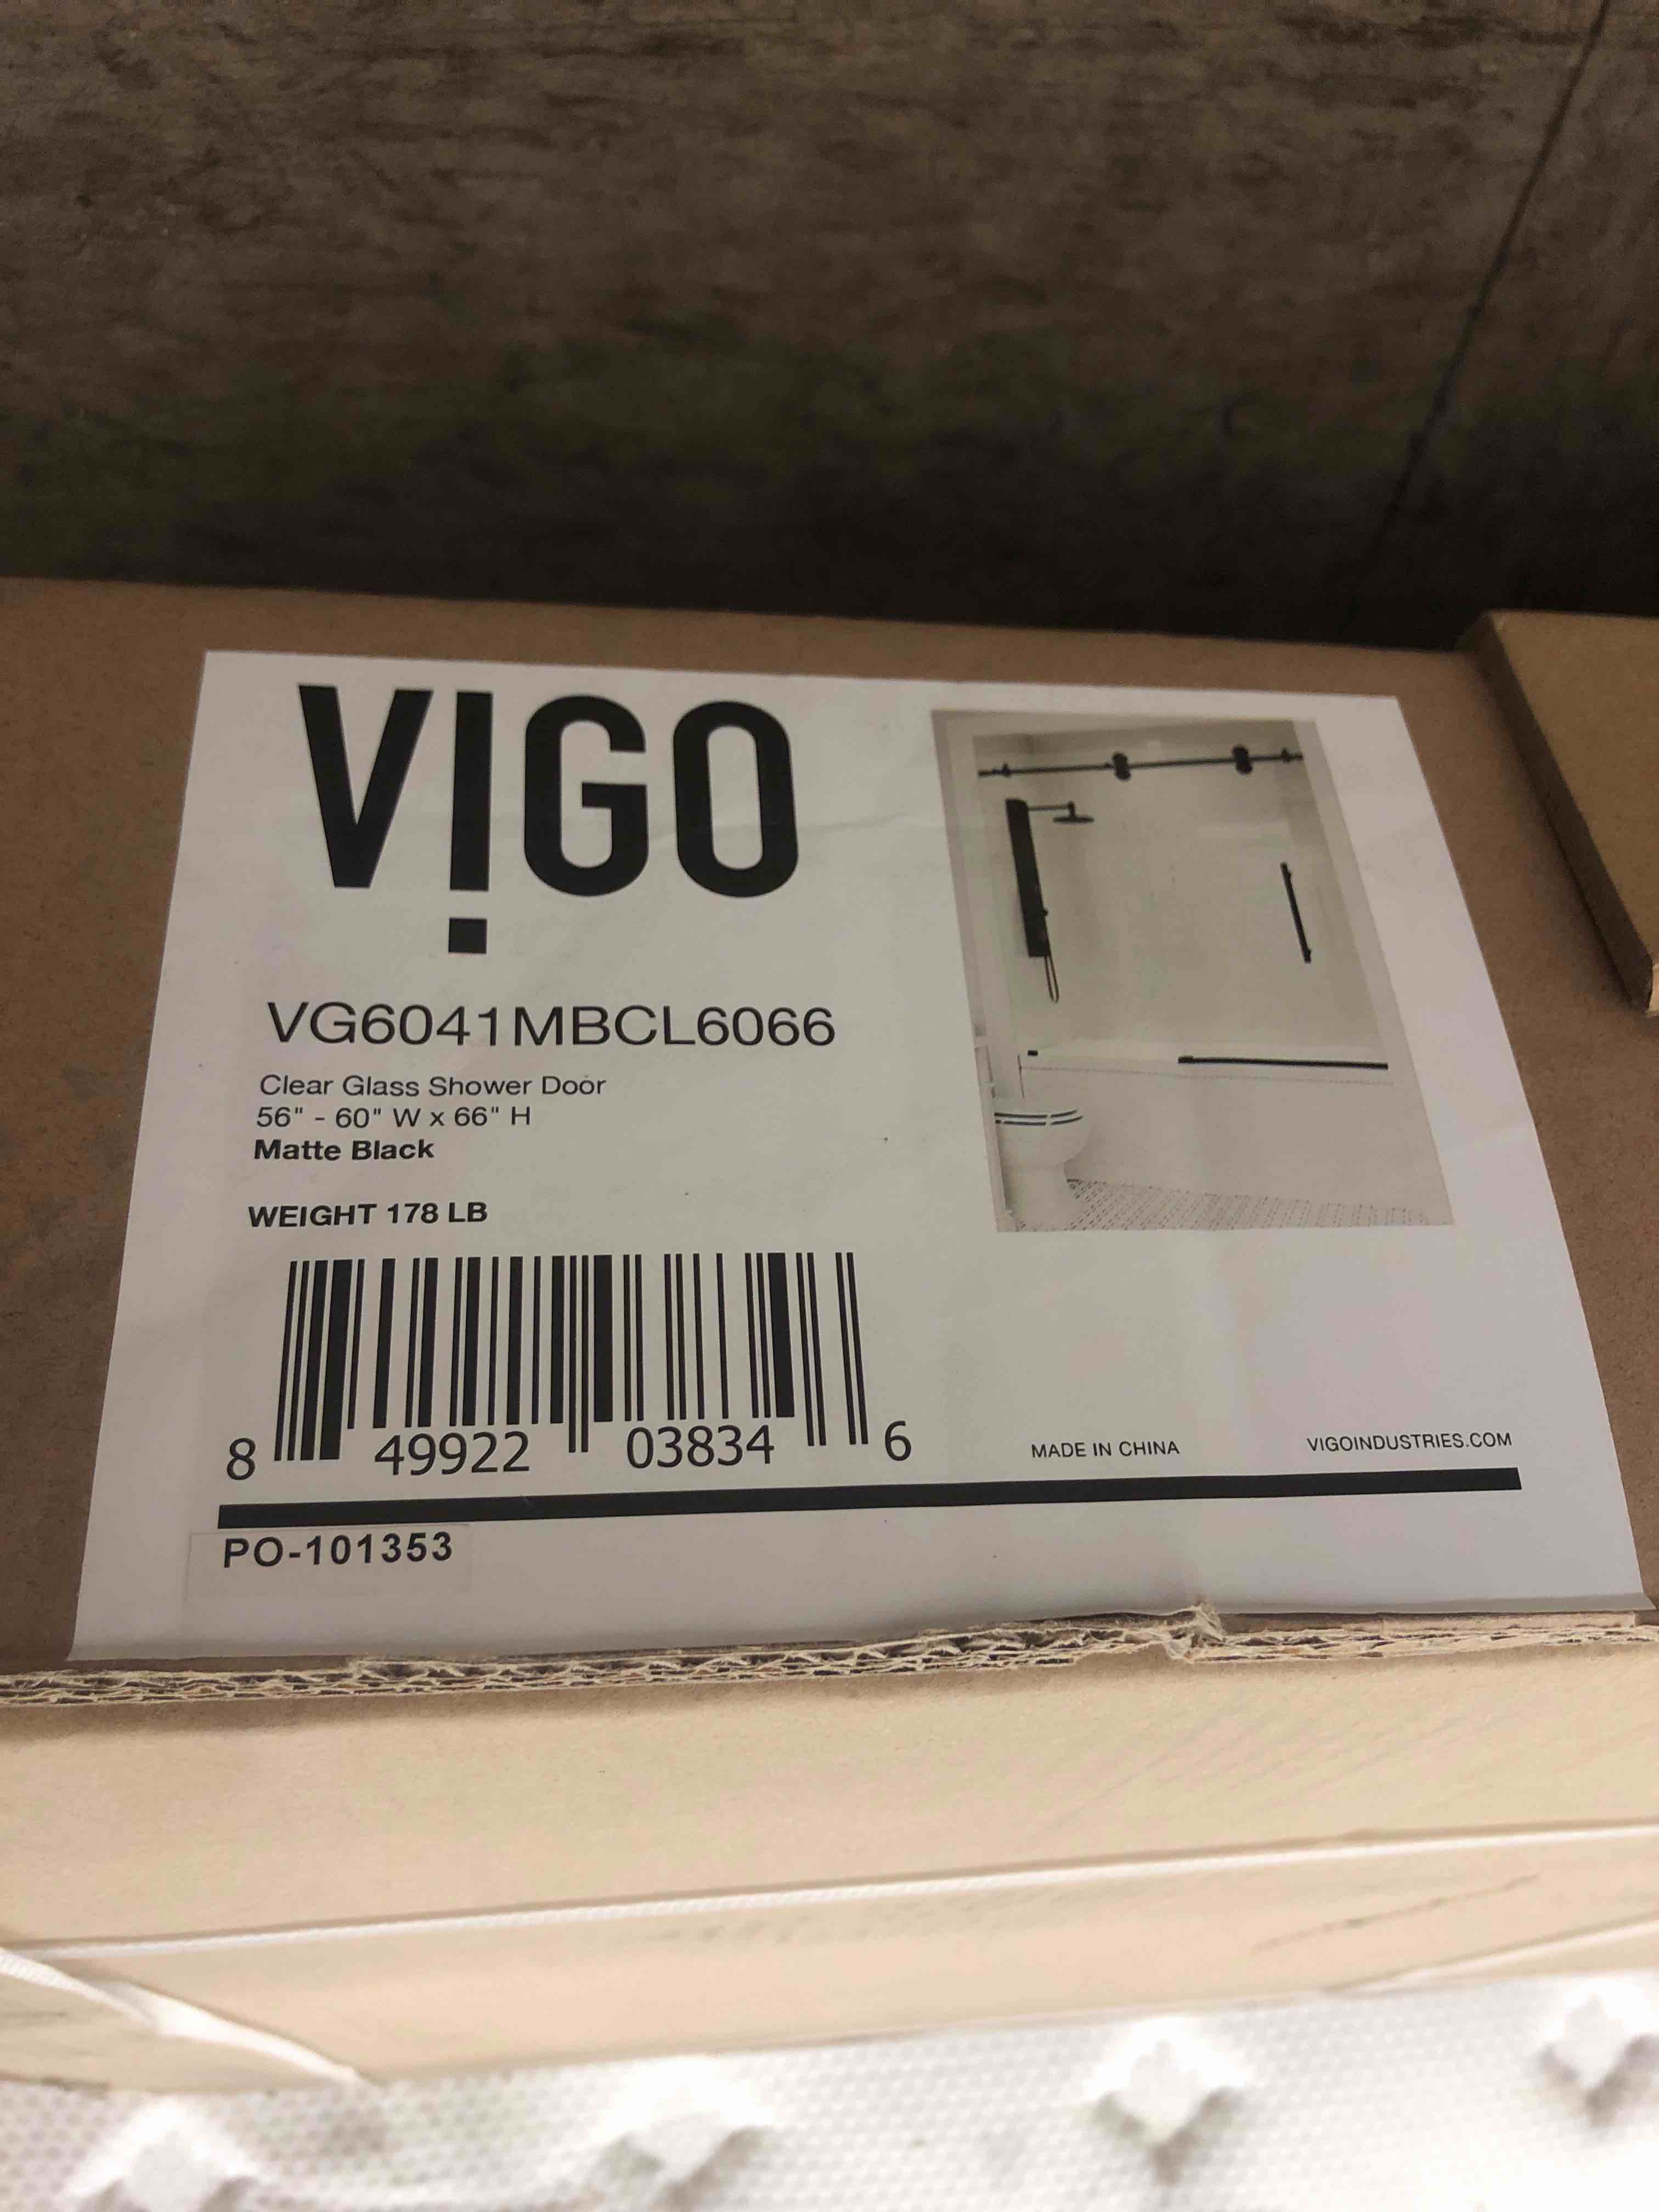 VIGO
VG6041MBCL6066
Clear Glass Shower Door
56" - 60" W x 66" H
Matte Black
WEIGHT 178 LB
8 49922 03834 6
MADE IN CHINA
VIGOINDUSTRIES.COM
PO-101353